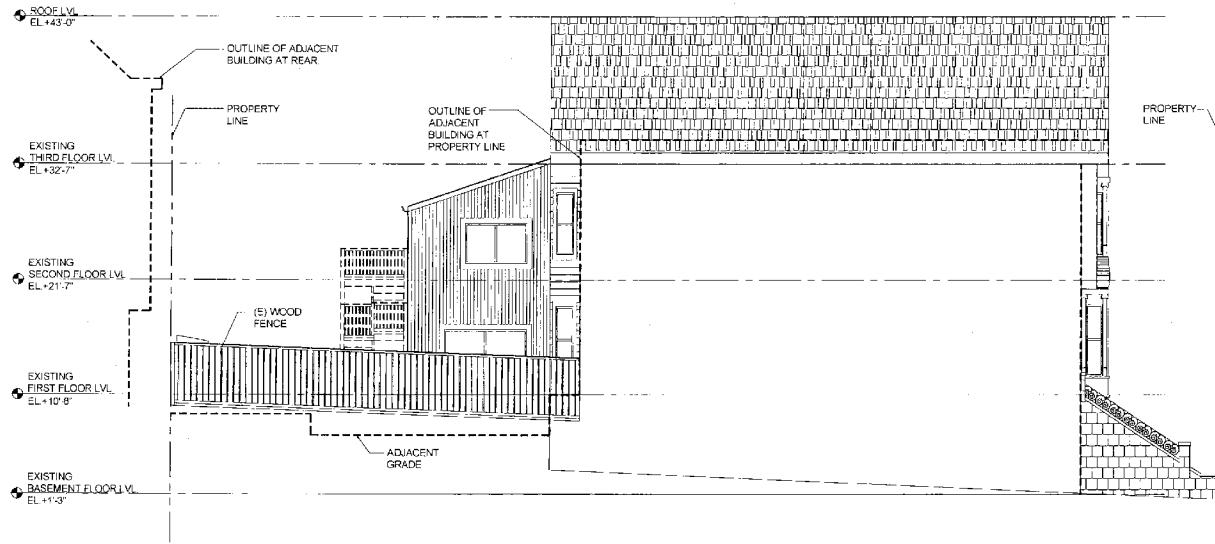 ROOF LVL
EL +43'-0"
OUTLINE OF ADJACENT
BUILDING AT REAR
PROPERTY
LINE
OUTLINE OF
ADJACENT
BUILDING AT
PROPERTY LINE
PROPERTY
LINE
EXISTING
THIRD FLOOR LVL
EL +32'-7"
EXISTING
SECOND FLOOR LVL
EL +21'-7"
(E) WOOD
FENCE
EXISTING
FIRST FLOOR LVL
EL +10'-8"
ADJACENT
GRADE
EXISTING
BASEMENT FLOOR LVL
EL +1'-3"